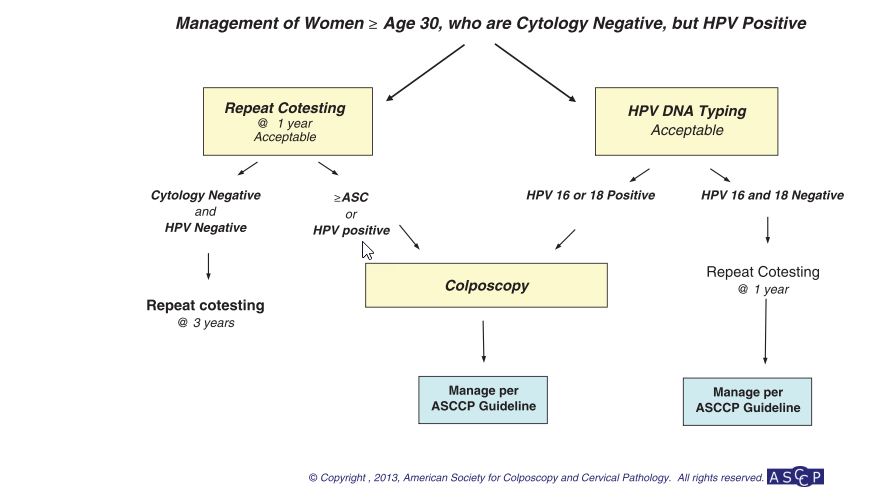 Management of Women ≥ Age 30, who are Cytology Negative, but HPV Positive
Repeat Cotesting
@ 1 year
Acceptable
HPV DNA Typing
Acceptable
Cytology Negative
and
HPV Negative
≥ASC
or
HPV positive
HPV 16 or 18 Positive
HPV 16 and 18 Negative
Repeat cotesting
@ 3 years
Colposcopy
Repeat Cotesting
@ 1 year
Manage per
ASCCP Guideline
Manage per
ASCCP Guideline
© Copyright , 2013, American Society for Colposcopy and Cervical Pathology. All rights reserved. ASCCP